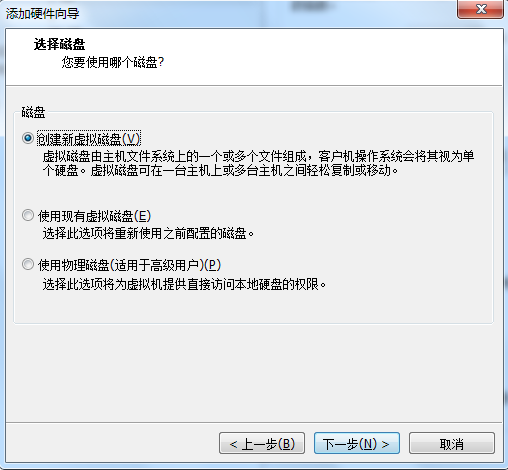 添加硬件向导
选择磁盘
您要使用哪个磁盘?
磁盘
创建新虚拟磁盘(V)
虚拟磁盘由主机文件系统上的一个或多个文件组成，客户机操作系统会将其视为单
个硬盘。虚拟磁盘可在一台主机上或多台主机之间轻松复制或移动。
使用现有虚拟磁盘(E)
选择此选项将重新使用之前配置的磁盘。
使用物理磁盘(适用于高级用户)(P)
选择此选项将为虚拟机提供直接访问本地硬盘的权限。
< 上一步(B)
下一步(N) >
取消